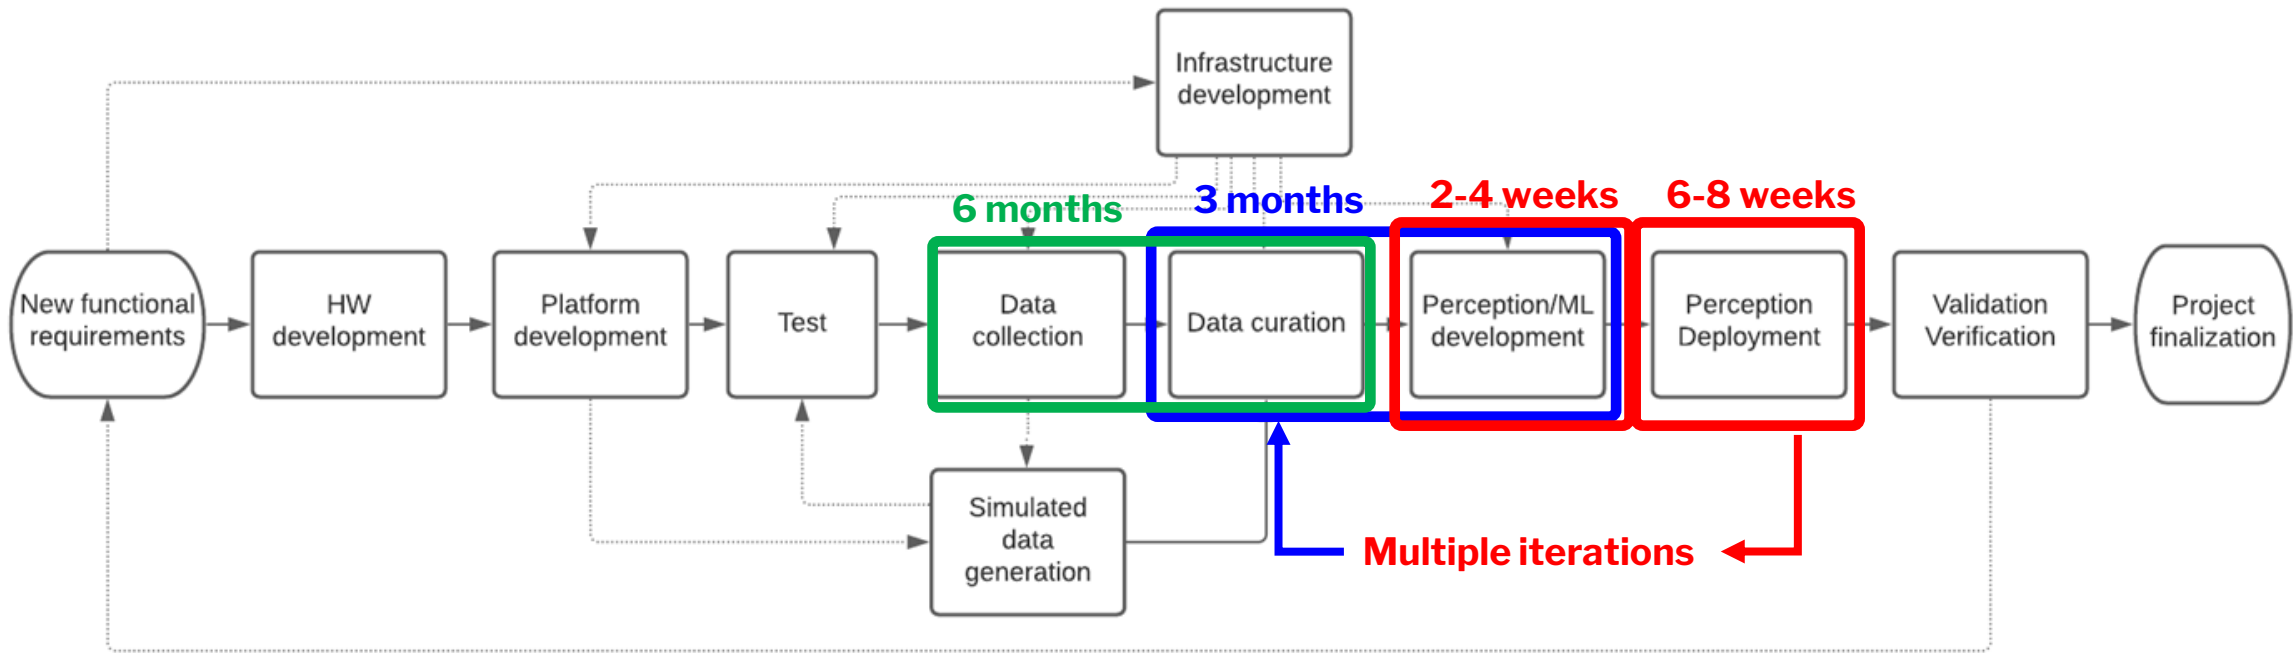 Infrastructure
development
6 months
3 months
2-4 weeks
6-8 weeks
New functional
requirements
HW
development
Platform
development
Test
Data
collection
Data curation
Perception/ML
development
Perception
Deployment
Validation
Verification
Project
finalization
Simulated
data
generation
Multiple iterations